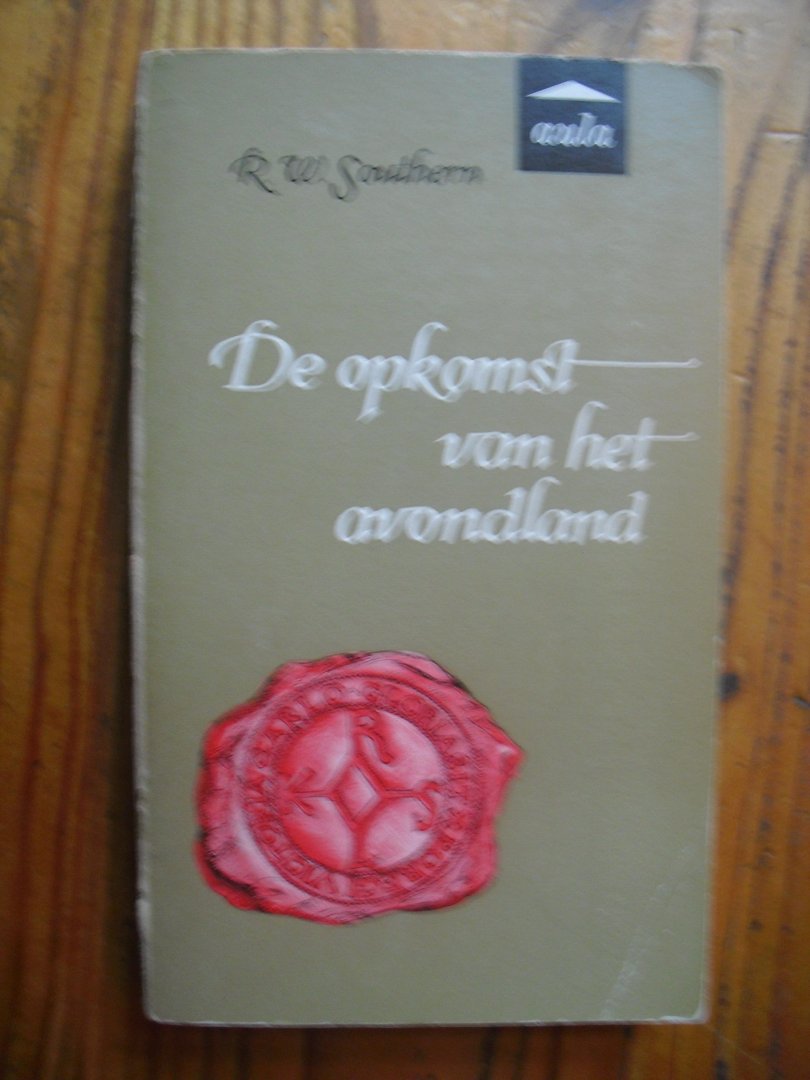 aula
R. W. Southern
De opkomst
van het
avondland